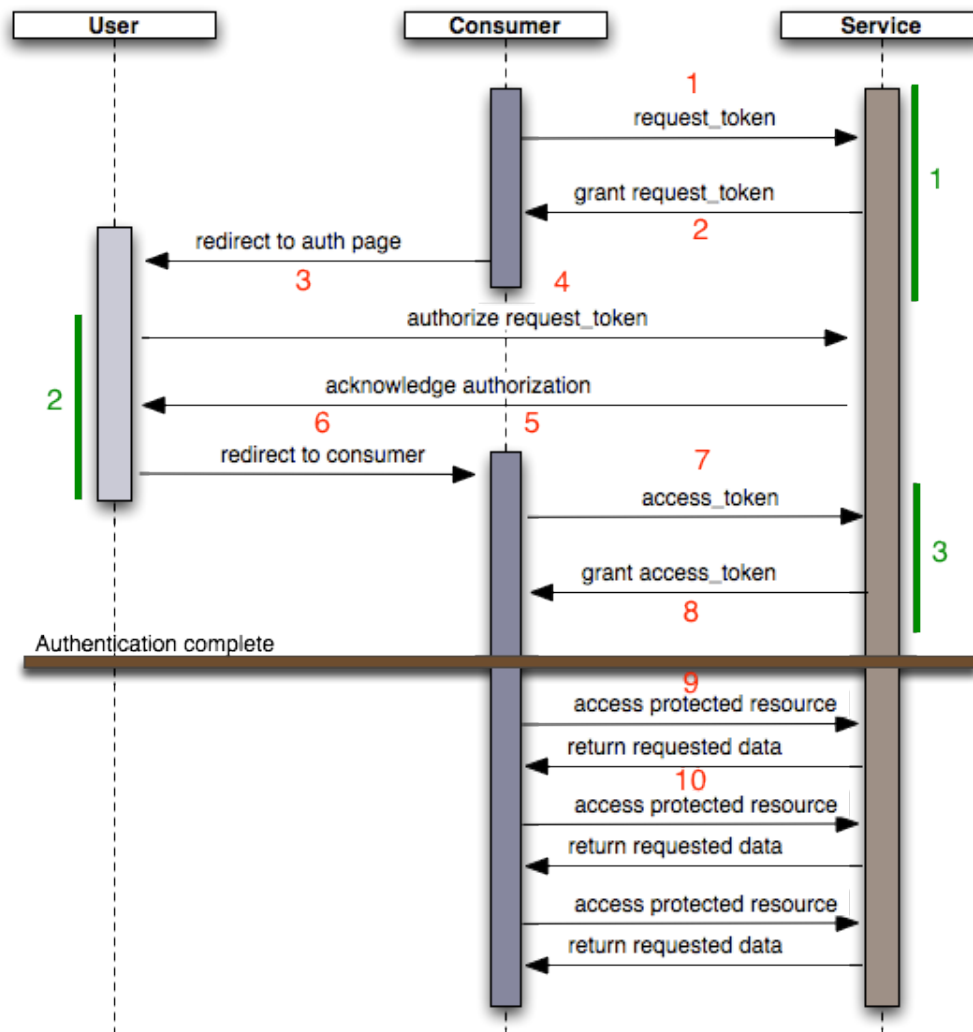 User Consumer Service
1
request_token
1
grant request_token
2
redirect to auth page
3 4
authorize request_token
acknowledge authorization
2
6 5
redirect to consumer
7
access_token
3
grant access_token
8
Authentication complete
9
access protected resource
return requested data
10
access protected resource
return requested data
access protected resource
return requested data